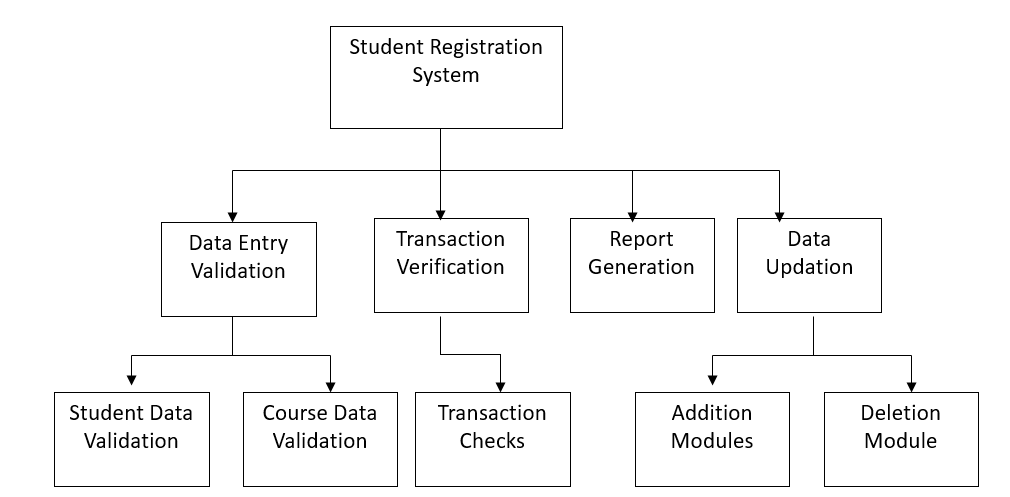 Student Registration
System
Data Entry
Validation
Transaction
Verification
Report
Generation
Data
Updation
Student Data
Validation
Course Data
Validation
Transaction
Checks
Addition
Modules
Deletion
Module